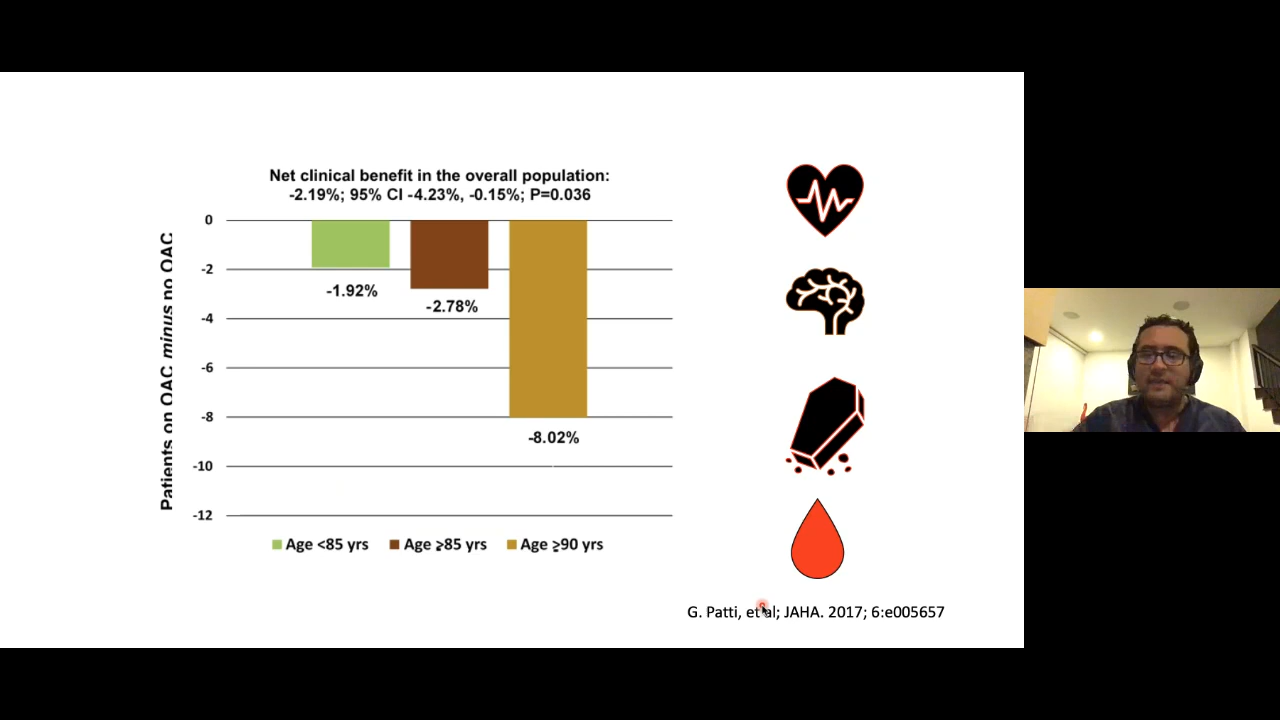 Net clinical benefit in the overall population:
-2.19%; 95% CI -4.23%, -0.15%; P=0.036
Patients on OAC minus no OAC
0
-2
-4
-6
-8
-10
-12
-1.92%
-2.78%
-8.02%
Age <85 yrs
Age ≥85 yrs
Age ≥90 yrs
G. Patti, et al; JAHA. 2017; 6:e005657